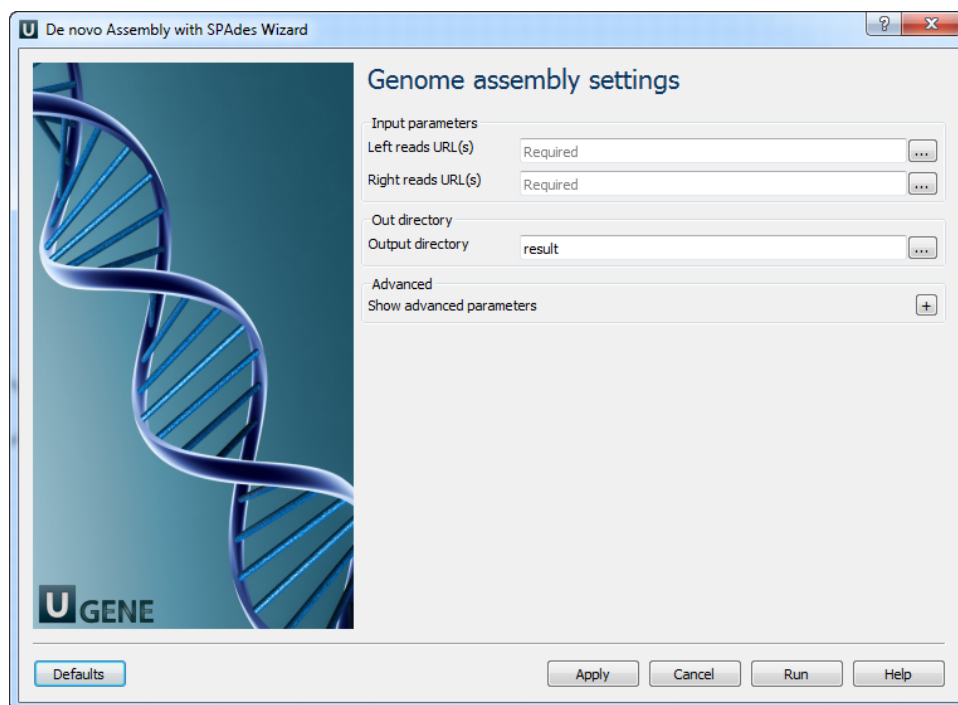 U De novo Assembly with SPAdes Wizard
Genome assembly settings
Input parameters
Left reads URL(s) Required ...
Right reads URL(s) Required ...
Out directory
Output directory result ...
Advanced
Show advanced parameters +
U GENE
Defaults Apply Cancel Run Help